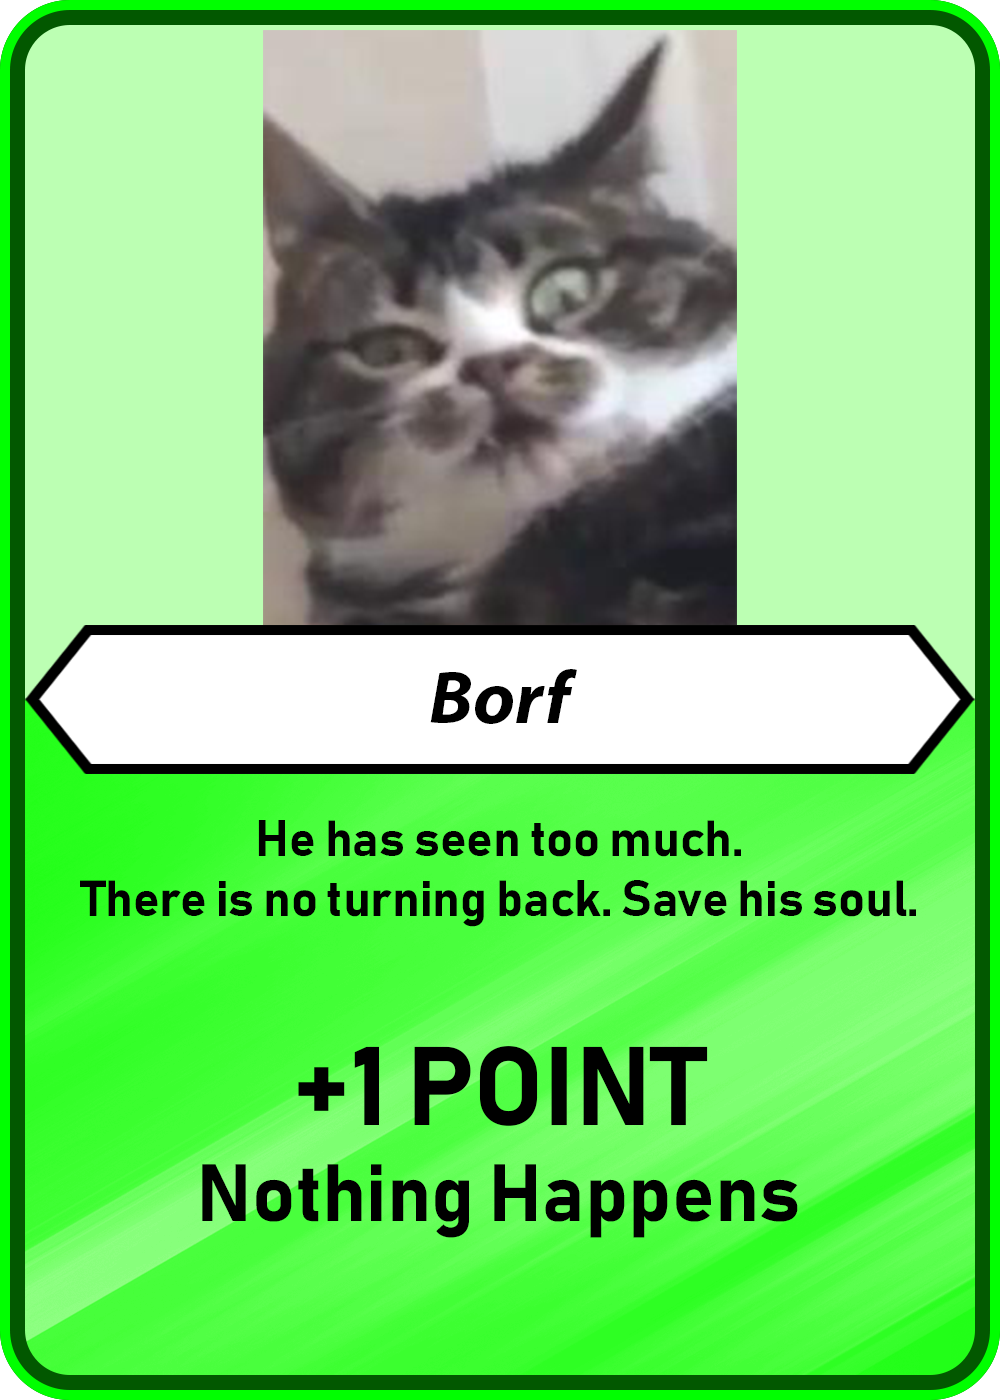 Borf
He has seen too much.
There is no turning back. Save his soul.
+1 POINT
Nothing Happens